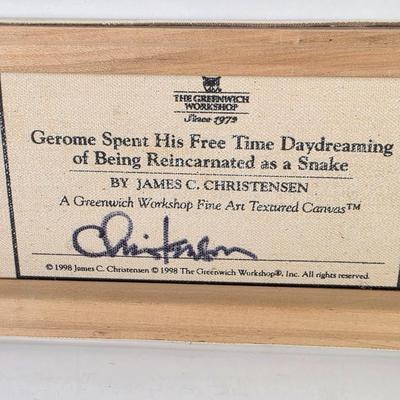 THE GREENWICH
WORKSHOP
Since 1972
Gerome Spent His Free Time Daydreaming
of Being Reincarnated as a Snake
BY JAMES C. CHRISTENSEN
A Greenwich Workshop Fine Art Textured Canvas™
Christensen
© 1998 James C. Christensen © 1998 The Greenwich Workshop®, Inc. All rights reserved.